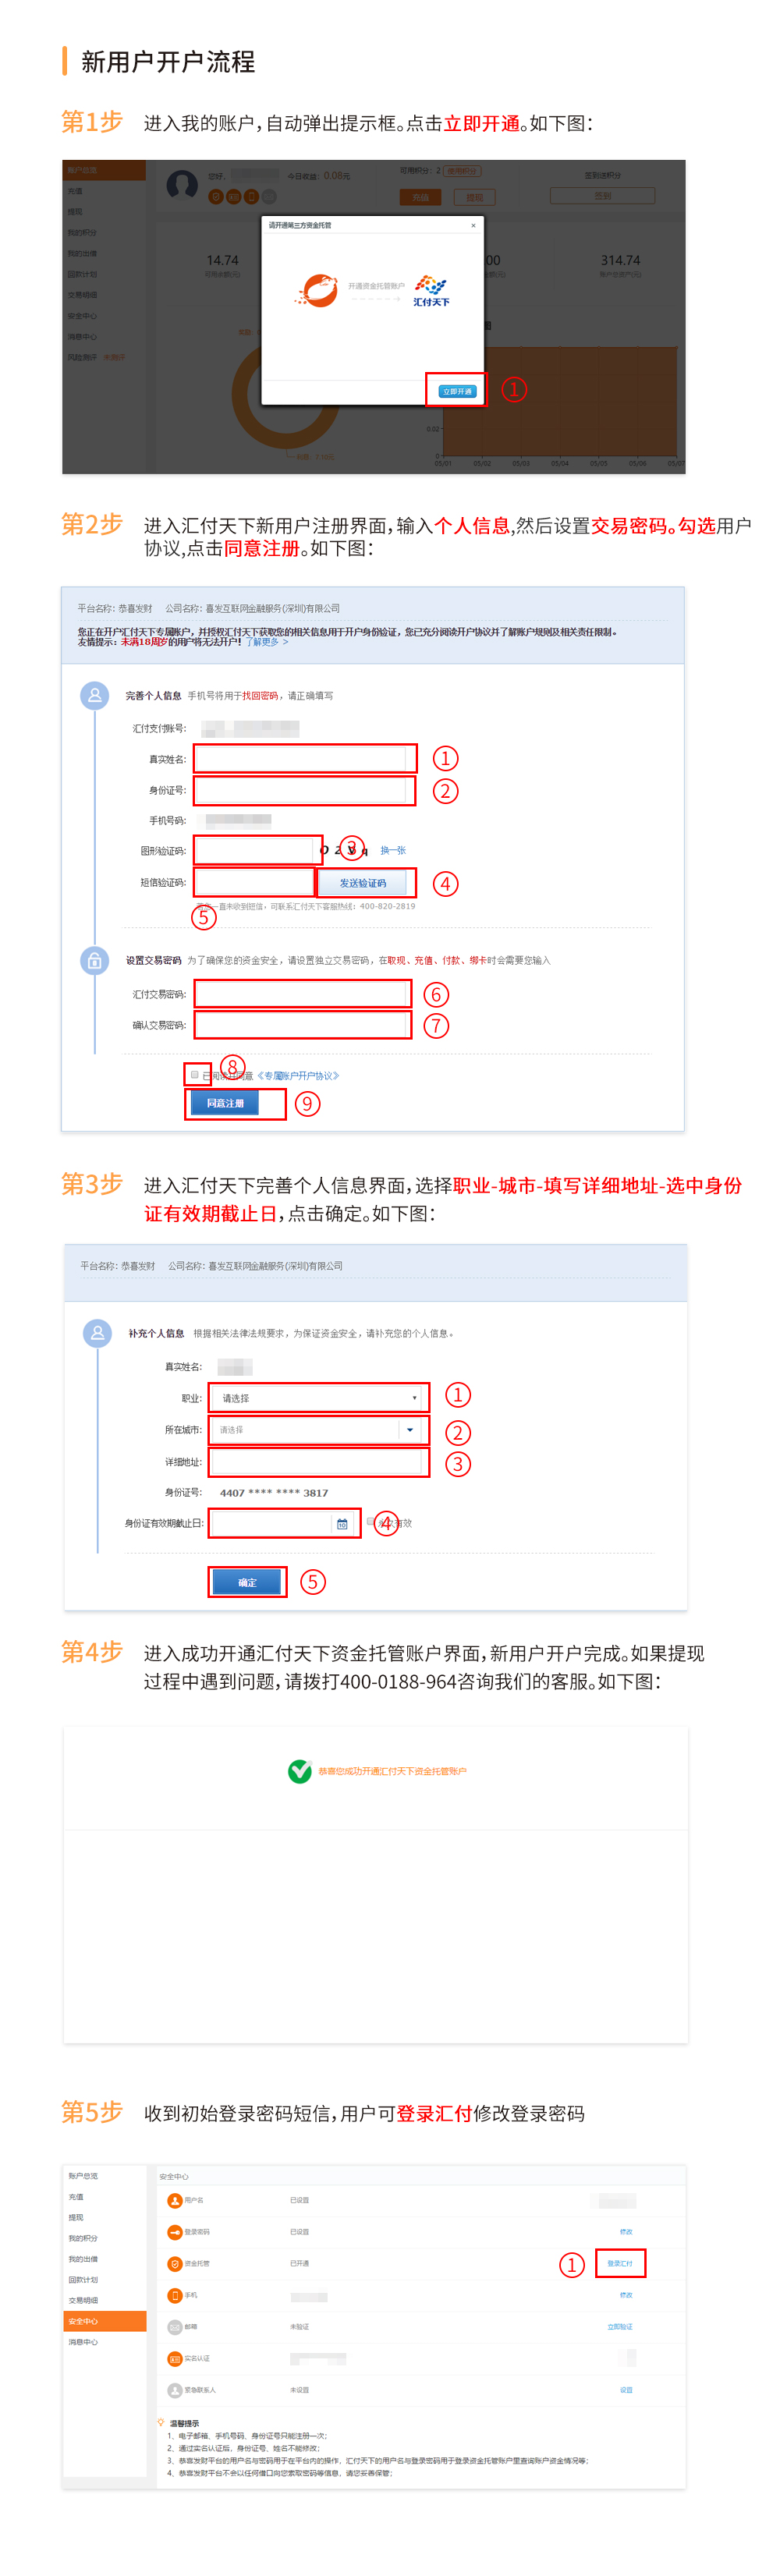 新用户开户流程
第1步 进入我的账户，自动弹出提示框。点击立即开通。如下图：
账户信息
充值
提现
我的积分
我的出借
回款计划
交易明细
安全中心
消息中心
风险测评 未测评
您好，
今日收益：0.08元
可用积分：2 使用积分
充值 提现
签到送积分
签到
14.74
可用余额(元)
314.74
账户总资产(元)
请开通第三方资金托管 ×
开通资金托管账户
汇付天下
立即开通
①
0.02
0
05/01 05/02 05/03 05/04 05/05 05/06 05/07
第2步 进入汇付天下新用户注册界面，输入个人信息,然后设置交易密码。勾选用户
协议,点击同意注册。如下图：
平台名称：恭喜发财 公司名称：喜发互联网金融服务(深圳)有限公司
您正在开户汇付天下专属账户，并授权汇付天下获取您的相关信息用于开户身份验证，您已充分阅读开户协议并了解账户规则及相关责任限制。
友情提示：未满18周岁的用户将无法开户！了解更多 >
完善个人信息 手机号将用于找回密码，请正确填写
汇付支付账号：
真实姓名： ①
身份证号： ②
手机号码：
图形验证码： ③ 换一张
短信验证码： 发送验证码 ④
⑤ 一直未收到短信，可联系汇付天下客服热线：400-820-2819
设置交易密码 为了确保您的资金安全，请设置独立交易密码，在取现、充值、付款、绑卡时会需要您输入
汇付交易密码： ⑥
确认交易密码： ⑦
⑧ 已阅读并同意《专属账户开户协议》
同意注册 ⑨
第3步 进入汇付天下完善个人信息界面，选择职业-城市-填写详细地址-选中身份
证有效期截止日，点击确定。如下图：
平台名称：恭喜发财 公司名称：喜发互联网金融服务(深圳)有限公司
补充个人信息 根据相关法律法规要求，为保证资金安全，请补充您的个人信息。
真实姓名：
职业： 请选择 ①
所在城市： 请选择 ②
详细地址： ③
身份证号： 4407 **** **** 3817
身份证有效期截止日： ④ 永久有效
确定 ⑤
第4步 进入成功开通汇付天下资金托管账户界面，新用户开户完成。如果提现
过程中遇到问题，请拨打400-0188-964咨询我们的客服。如下图：
恭喜您成功开通汇付天下资金托管账户
第5步 收到初始登录密码短信，用户可登录汇付修改登录密码
账户总览
充值
提现
我的积分
我的出借
回款计划
交易明细
安全中心
消息中心
安全中心
用户名 已设置
登录密码 已设置 修改
资金托管 已开通 ① 登录汇付
手机 修改
邮箱 未验证 立即验证
实名认证
紧急联系人 未设置 设置
温馨提示
1、电子邮箱、手机号码、身份证号只能注册一次；
2、通过实名认证后，身份证号、姓名不能修改；
3、恭喜发财平台的用户名与密码用于在平台内的操作，汇付天下的用户名与登录密码用于登录资金托管账户里查询账户资金情况等；
4、恭喜发财平台不会以任何借口向您索取密码等信息，请您妥善保管；